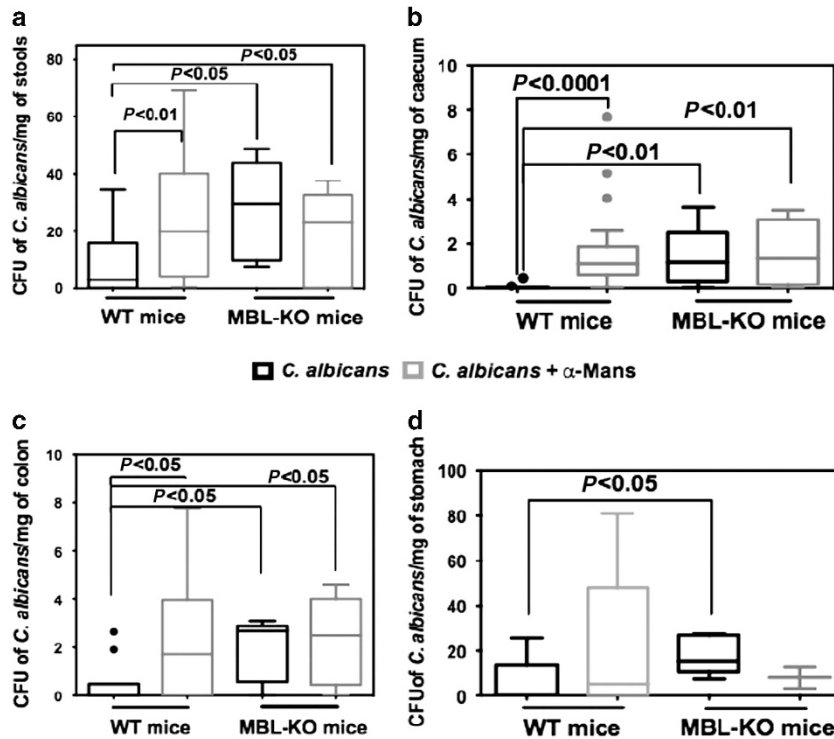 a
CFU of C. albicans/mg of stools
80
60
40
20
0
P<0.05
P<0.05
P<0.01
WT mice
MBL-KO mice
b
CFU of C. albicans/mg of caecum
10
8
6
4
2
0
P<0.0001
P<0.01
P<0.01
WT mice
MBL-KO mice
C. albicans
C. albicans + α-Mans
c
CFU of C. albicans/mg of colon
10
8
6
4
2
0
P<0.05
P<0.05
P<0.05
WT mice
MBL-KO mice
d
CFUof C. albicans/mg of stomach
100
80
60
40
20
0
P<0.05
WT mice
MBL-KO mice